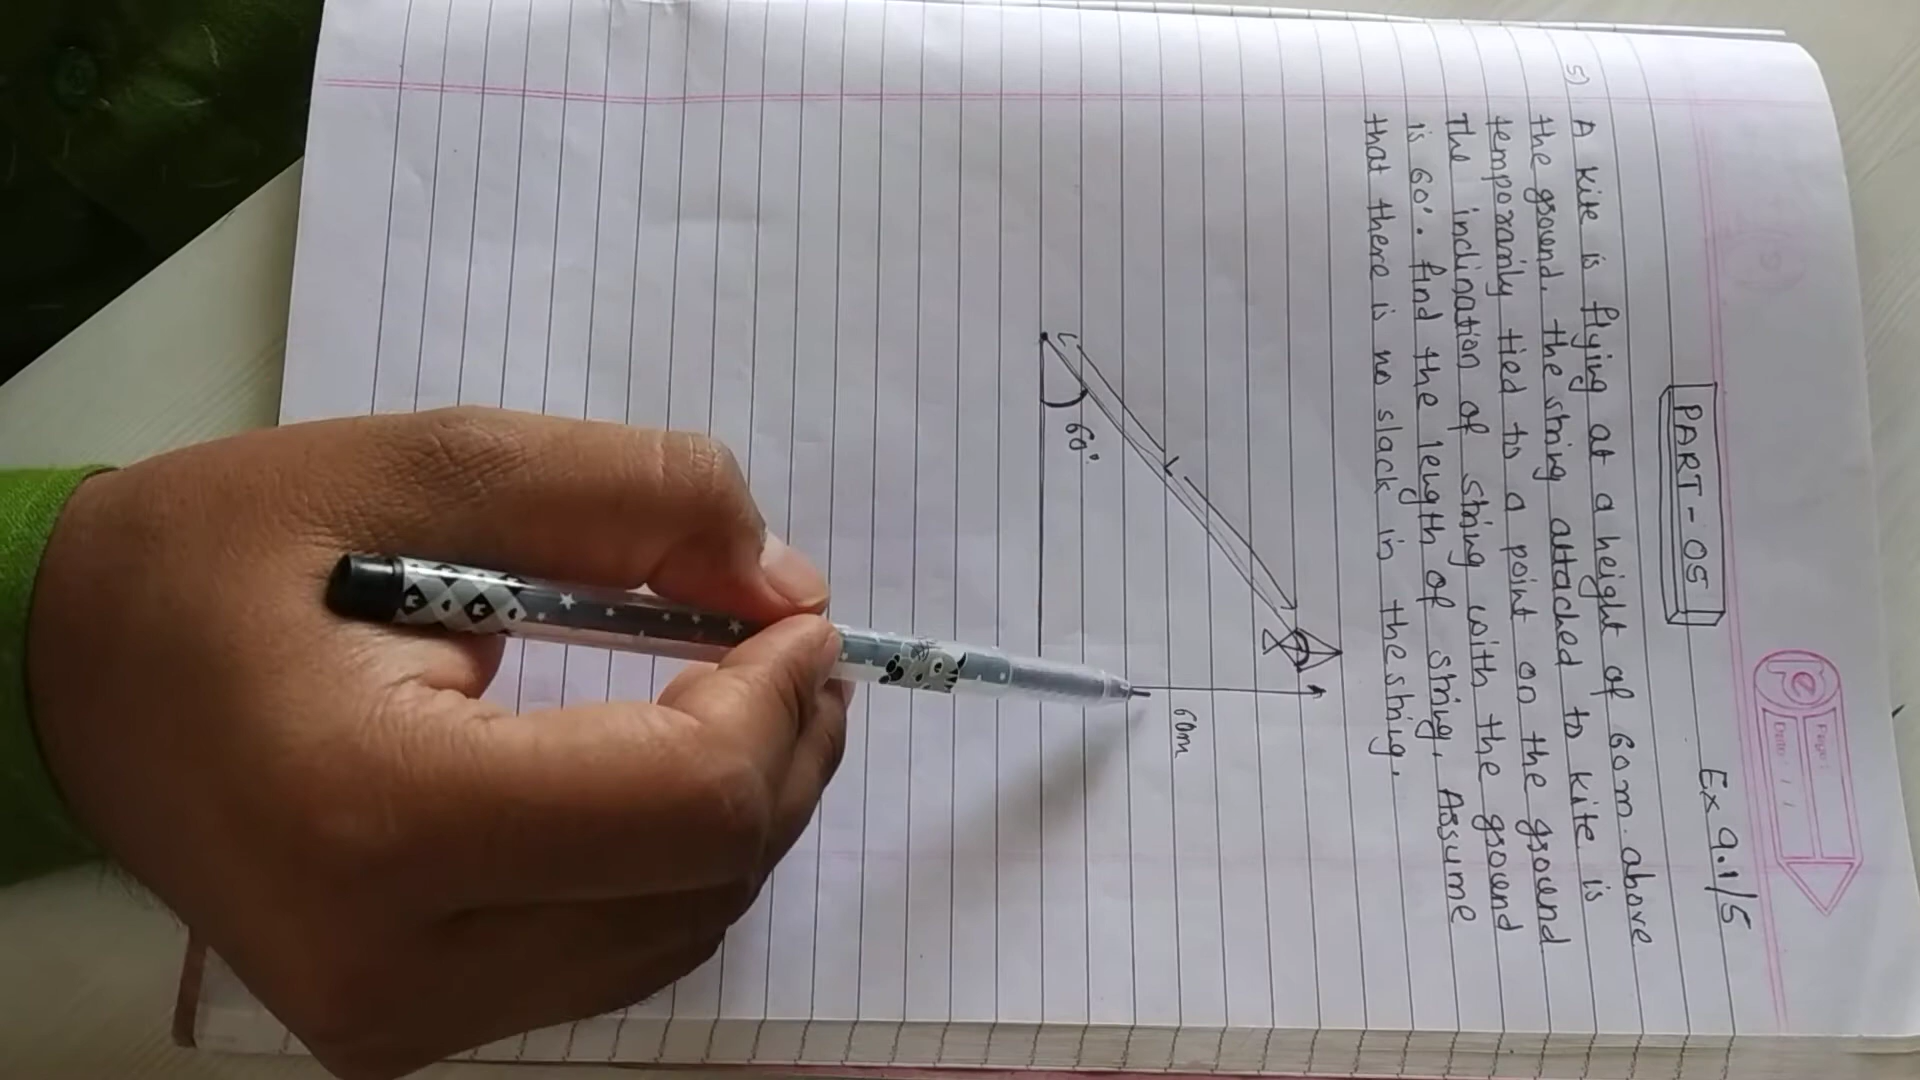 Page:
Date: / /
PART-05
Ex 9.1/5
5) A kite is flying at a height of 60m. above
the ground. the string attached to kite is
temporarily tied to a point on the ground
The inclination of string with the ground
is 60°. find the length of string. Assume
that there is no slack in the string.
60°.
60m